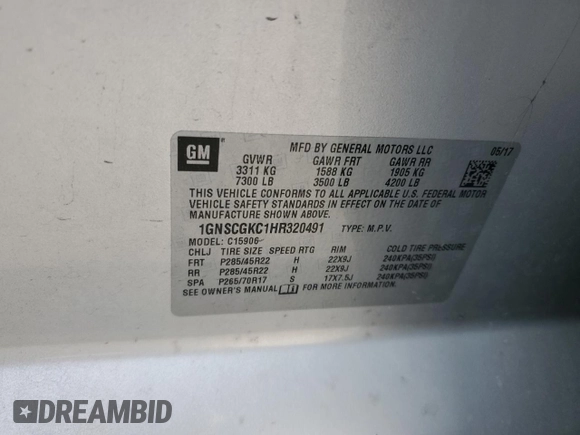 GM
MFD BY GENERAL MOTORS LLC 05/17
GVWR GAWR FRT GAWR RR
3311 KG 1588 KG 1905 KG
7300 LB 3500 LB 4200 LB
THIS VEHICLE CONFORMS TO ALL APPLICABLE U.S. FEDERAL MOTOR
VEHICLE SAFETY STANDARDS IN EFFECT ON THE DATE OF
MANUFACTURE SHOWN ABOVE.
1GNSCGKC1HR320491 TYPE: M.P.V.
MODEL: C15906
CHLJ TIRE SIZE SPEED RTG RIM COLD TIRE PRESSURE
FRT P285/45R22 H 22X9J 240KPA(35PSI)
RR P285/45R22 H 22X9J 240KPA(35PSI)
SPA P265/70R17 S 17X7.5J 240KPA(35PSI)
SEE OWNER'S MANUAL FOR MORE INFORMATION.
DREAMBID